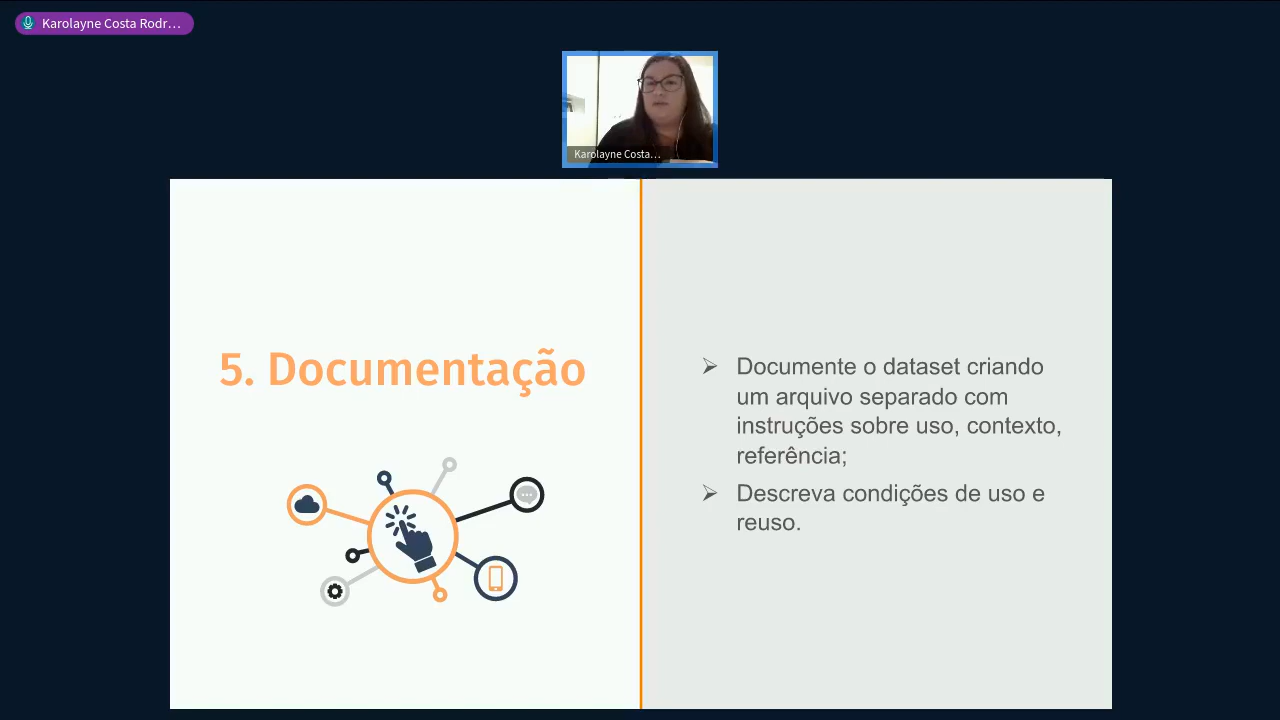 Karolayne Costa Rodr…
Karolayne Costa…
5. Documentação
➢ Documente o dataset criando
um arquivo separado com
instruções sobre uso, contexto,
referência;
➢ Descreva condições de uso e
reuso.